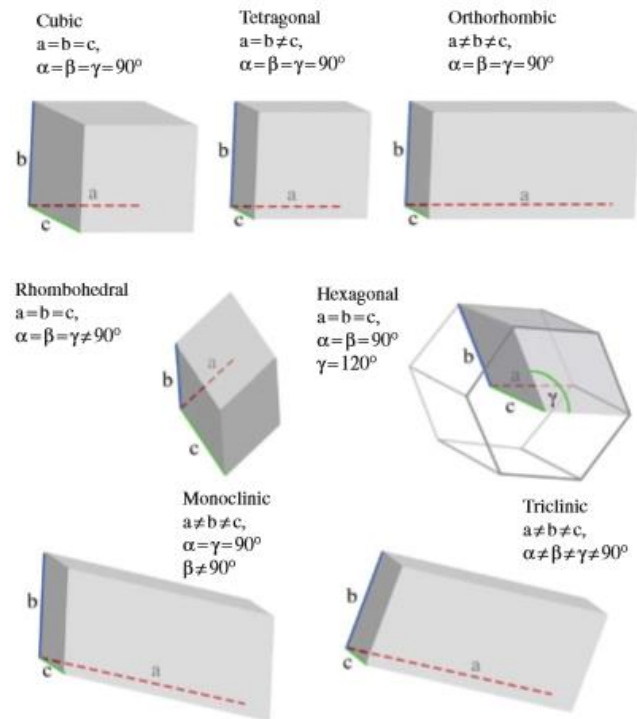 Cubic
a=b=c,
α=β=γ=90°
b
a
c
Tetragonal
a=b≠c,
α=β=γ=90°
b
a
c
Orthorhombic
a≠b≠c,
α=β=γ=90°
b
a
c
Rhombohedral
a=b=c,
α=β=γ≠90°
b
a
c
Hexagonal
a=b=c,
α=β=90°
γ=120°
b
a
c
γ
Monoclinic
a≠b≠c,
α=γ=90°
β≠90°
b
a
c
Triclinic
a≠b≠c,
α≠β≠γ≠90°
b
a
c